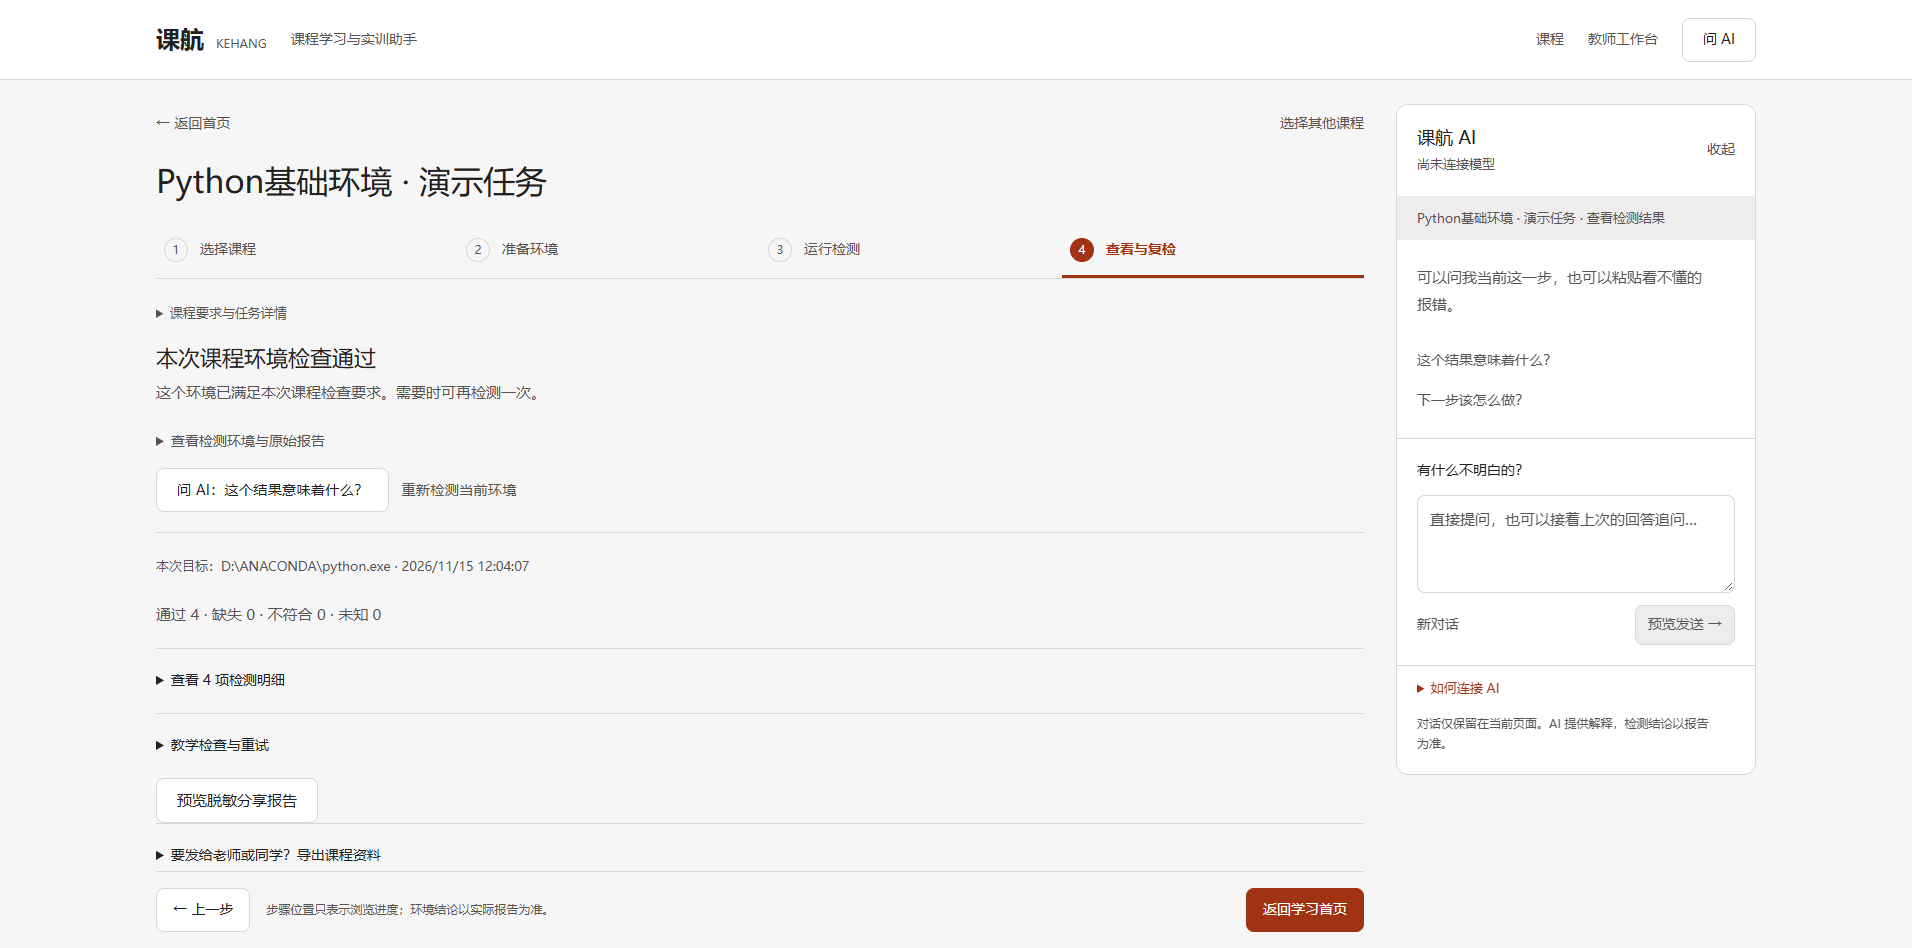 课航 KEHANG 课程学习与实训助手
课程 教师工作台 问 AI
← 返回首页
选择其他课程
Python基础环境 · 演示任务
1 选择课程
2 准备环境
3 运行检测
4 查看与复检
▶ 课程要求与任务详情
本次课程环境检查通过
这个环境已满足本次课程检查要求。需要时可再检测一次。
▶ 查看检测环境与原始报告
问 AI：这个结果意味着什么？
重新检测当前环境
本次目标：D:\ANACONDA\python.exe · 2026/11/15 12:04:07
通过 4 · 缺失 0 · 不符合 0 · 未知 0
▶ 查看 4 项检测明细
▶ 教学检查与重试
预览脱敏分享报告
▶ 要发给老师或同学？导出课程资料
← 上一步
步骤位置只表示浏览进度；环境结论以实际报告为准。
返回学习首页
课航 AI
尚未连接模型
收起
Python基础环境 · 演示任务 · 查看检测结果
可以问我当前这一步，也可以粘贴看不懂的
报错。
这个结果意味着什么？
下一步该怎么做？
有什么不明白的？
直接提问，也可以接着上次的回答追问...
新对话
预览发送 →
▶ 如何连接 AI
对话仅保留在当前页面。AI 提供解释，检测结论以报告
为准。